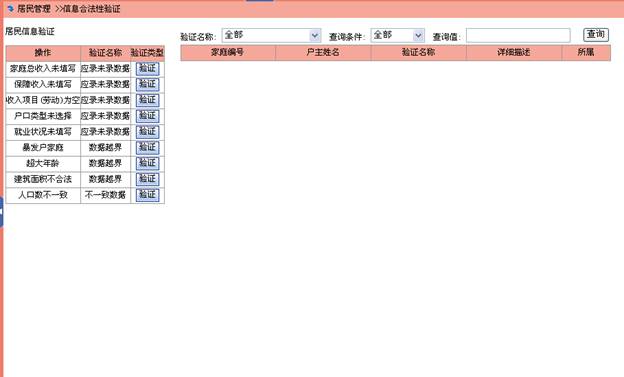 居民管理 >>信息合法性验证
居民信息验证
验证名称: 全部 查询条件: 全部 查询值: 查询
操作 验证名称 验证类型
家庭总收入未填写 应录未录数据 验证
保障收入未填写 应录未录数据 验证
收入项目(劳动)为空 应录未录数据 验证
户口类型未选择 应录未录数据 验证
就业状况未填写 应录未录数据 验证
暴发户家庭 数据越界 验证
超大年龄 数据越界 验证
建筑面积不合法 数据越界 验证
人口数不一致 不一致数据 验证
家庭编号 户主姓名 验证名称 详细描述 所属